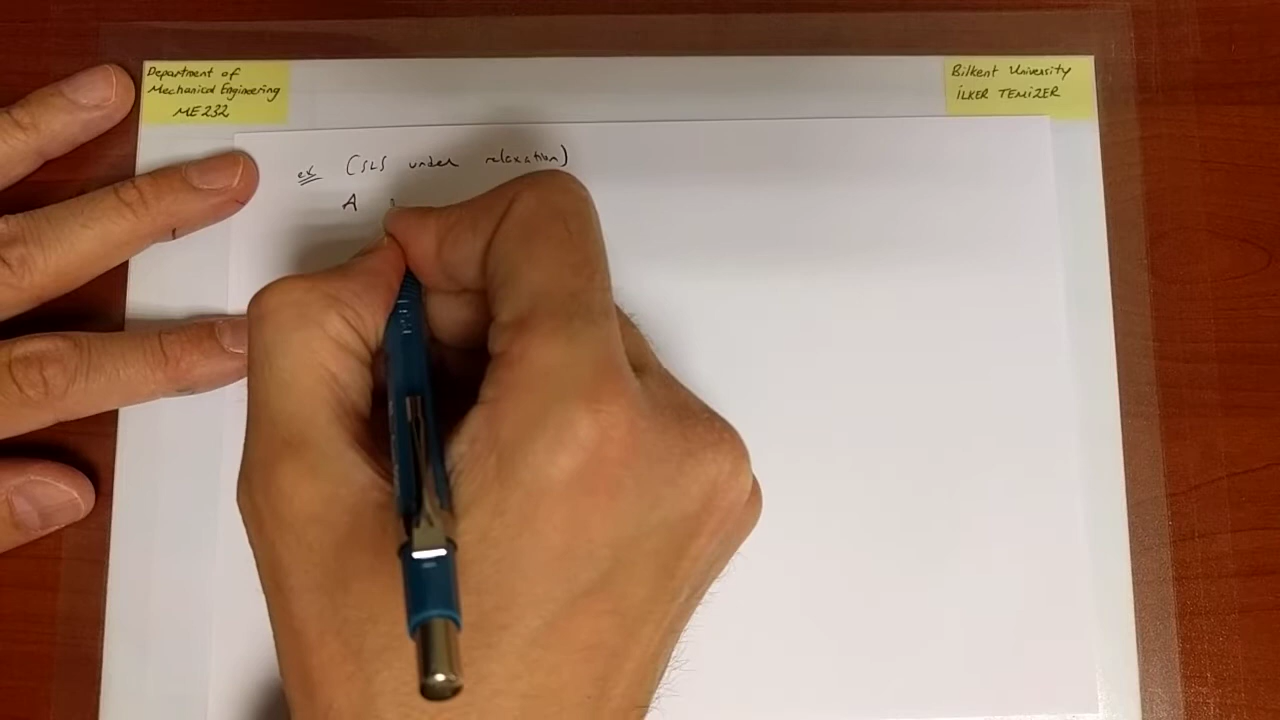 Department of
Mechanical Engineering
ME232
Bilkent University
İLKER TEMİZER
ex (SLS under relaxation)
A